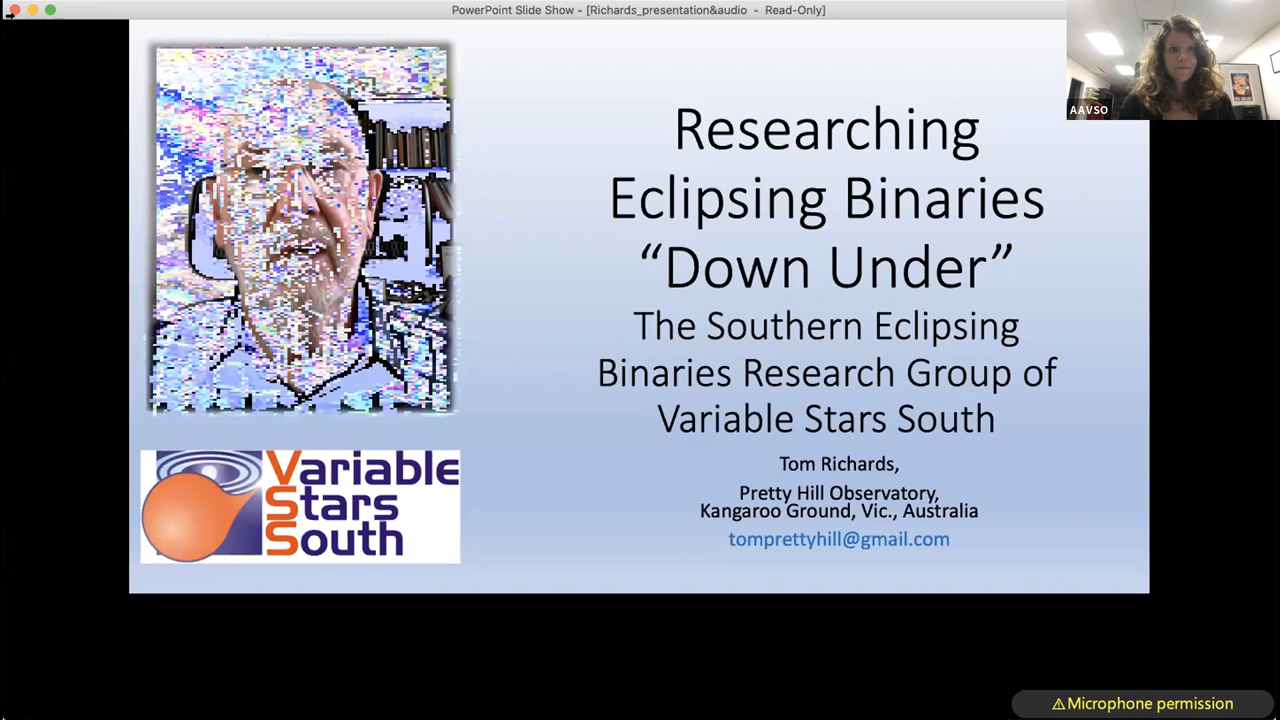 PowerPoint Slide Show - [Richards_presentation&audio - Read-Only]
AAVSO
Researching
Eclipsing Binaries
“Down Under”
The Southern Eclipsing
Binaries Research Group of
Variable Stars South
Tom Richards,
Pretty Hill Observatory,
Kangaroo Ground, Vic., Australia
tomprettyhill@gmail.com
Variable
Stars
South
⚠Microphone permission